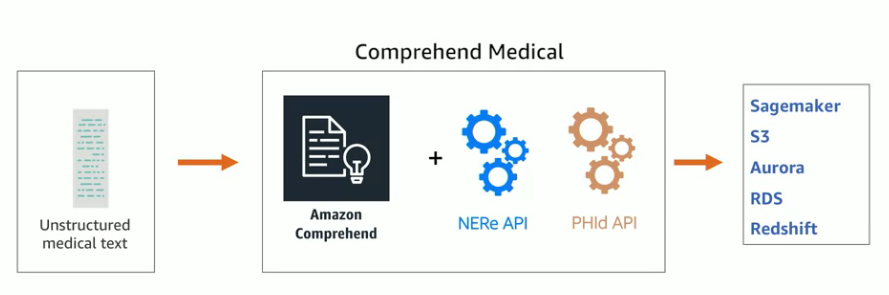 Comprehend Medical
Unstructured
medical text
Amazon
Comprehend
+
NERe API
PHId API
Sagemaker
S3
Aurora
RDS
Redshift